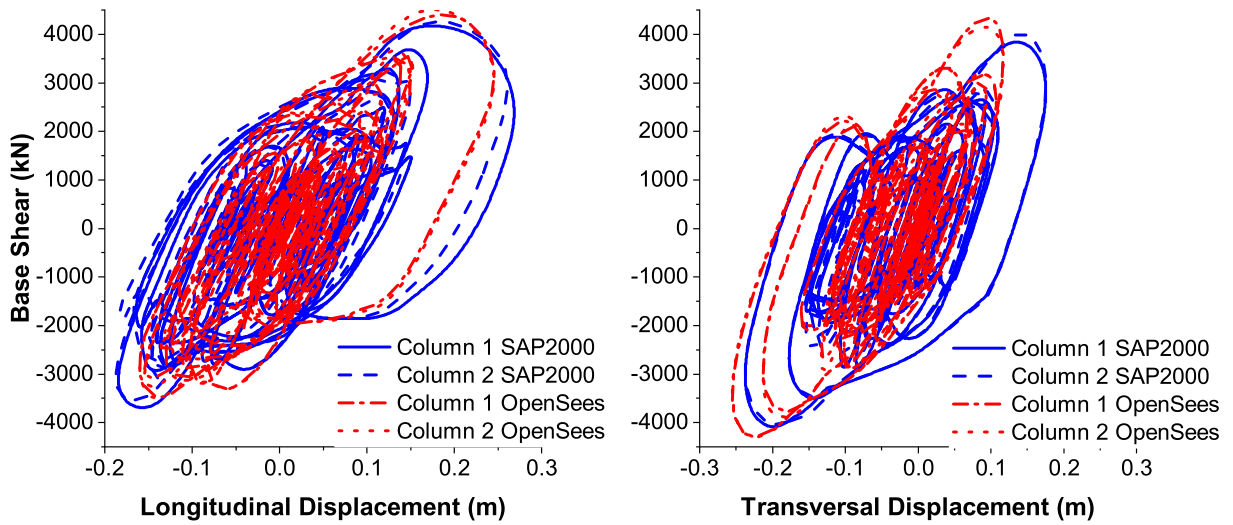 Base Shear (kN)
4000
3000
2000
1000
0
-1000
-2000
-3000
-4000
-0.2 -0.1 0.0 0.1 0.2 0.3
Longitudinal Displacement (m)
Column 1 SAP2000
Column 2 SAP2000
Column 1 OpenSees
Column 2 OpenSees
4000
3000
2000
1000
0
-1000
-2000
-3000
-4000
-0.3 -0.2 -0.1 0.0 0.1 0.2 0.3
Transversal Displacement (m)
Column 1 SAP2000
Column 2 SAP2000
Column 1 OpenSees
Column 2 OpenSees